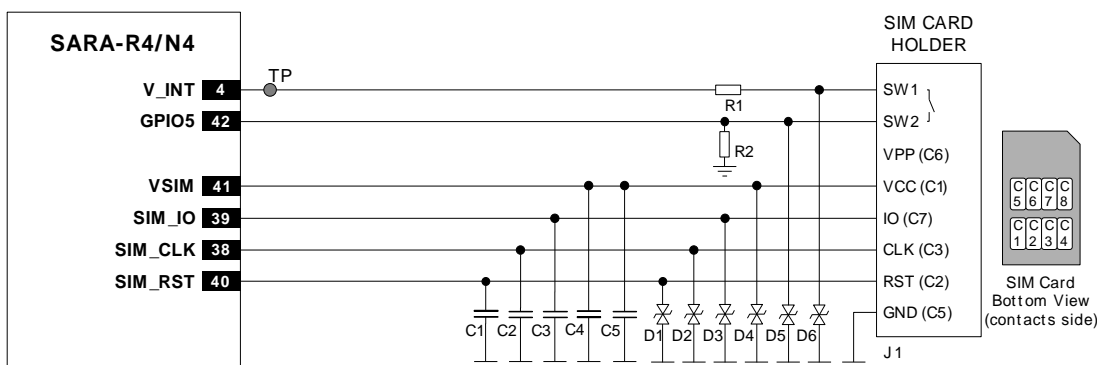 SIM CARD
HOLDER
SARA-R4/N4
TP
V_INT 4
R1
SW1
GPIO5 42
SW2
R2
VPP (C6)
VSIM 41
VCC (C1)
SIM_IO 39
IO (C7)
SIM_CLK 38
CLK (C3)
SIM_RST 40
RST (C2)
GND (C5)
C1 C2 C3 C4 C5 D1 D2 D3 D4 D5 D6
J1
C5 C6 C7 C8
C1 C2 C3 C4
SIM Card
Bottom View
(contacts side)